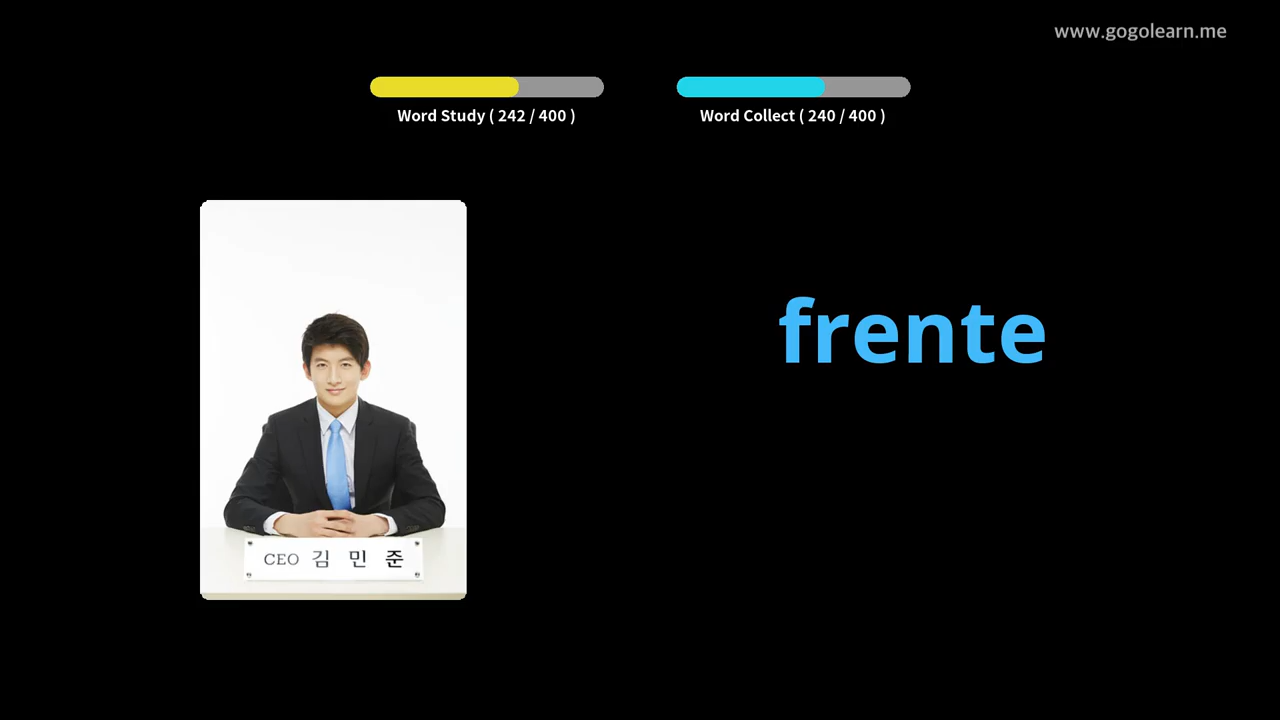 www.gogolearn.me
Word Study ( 242 / 400 )
Word Collect ( 240 / 400 )
frente
CEO 김 민 준